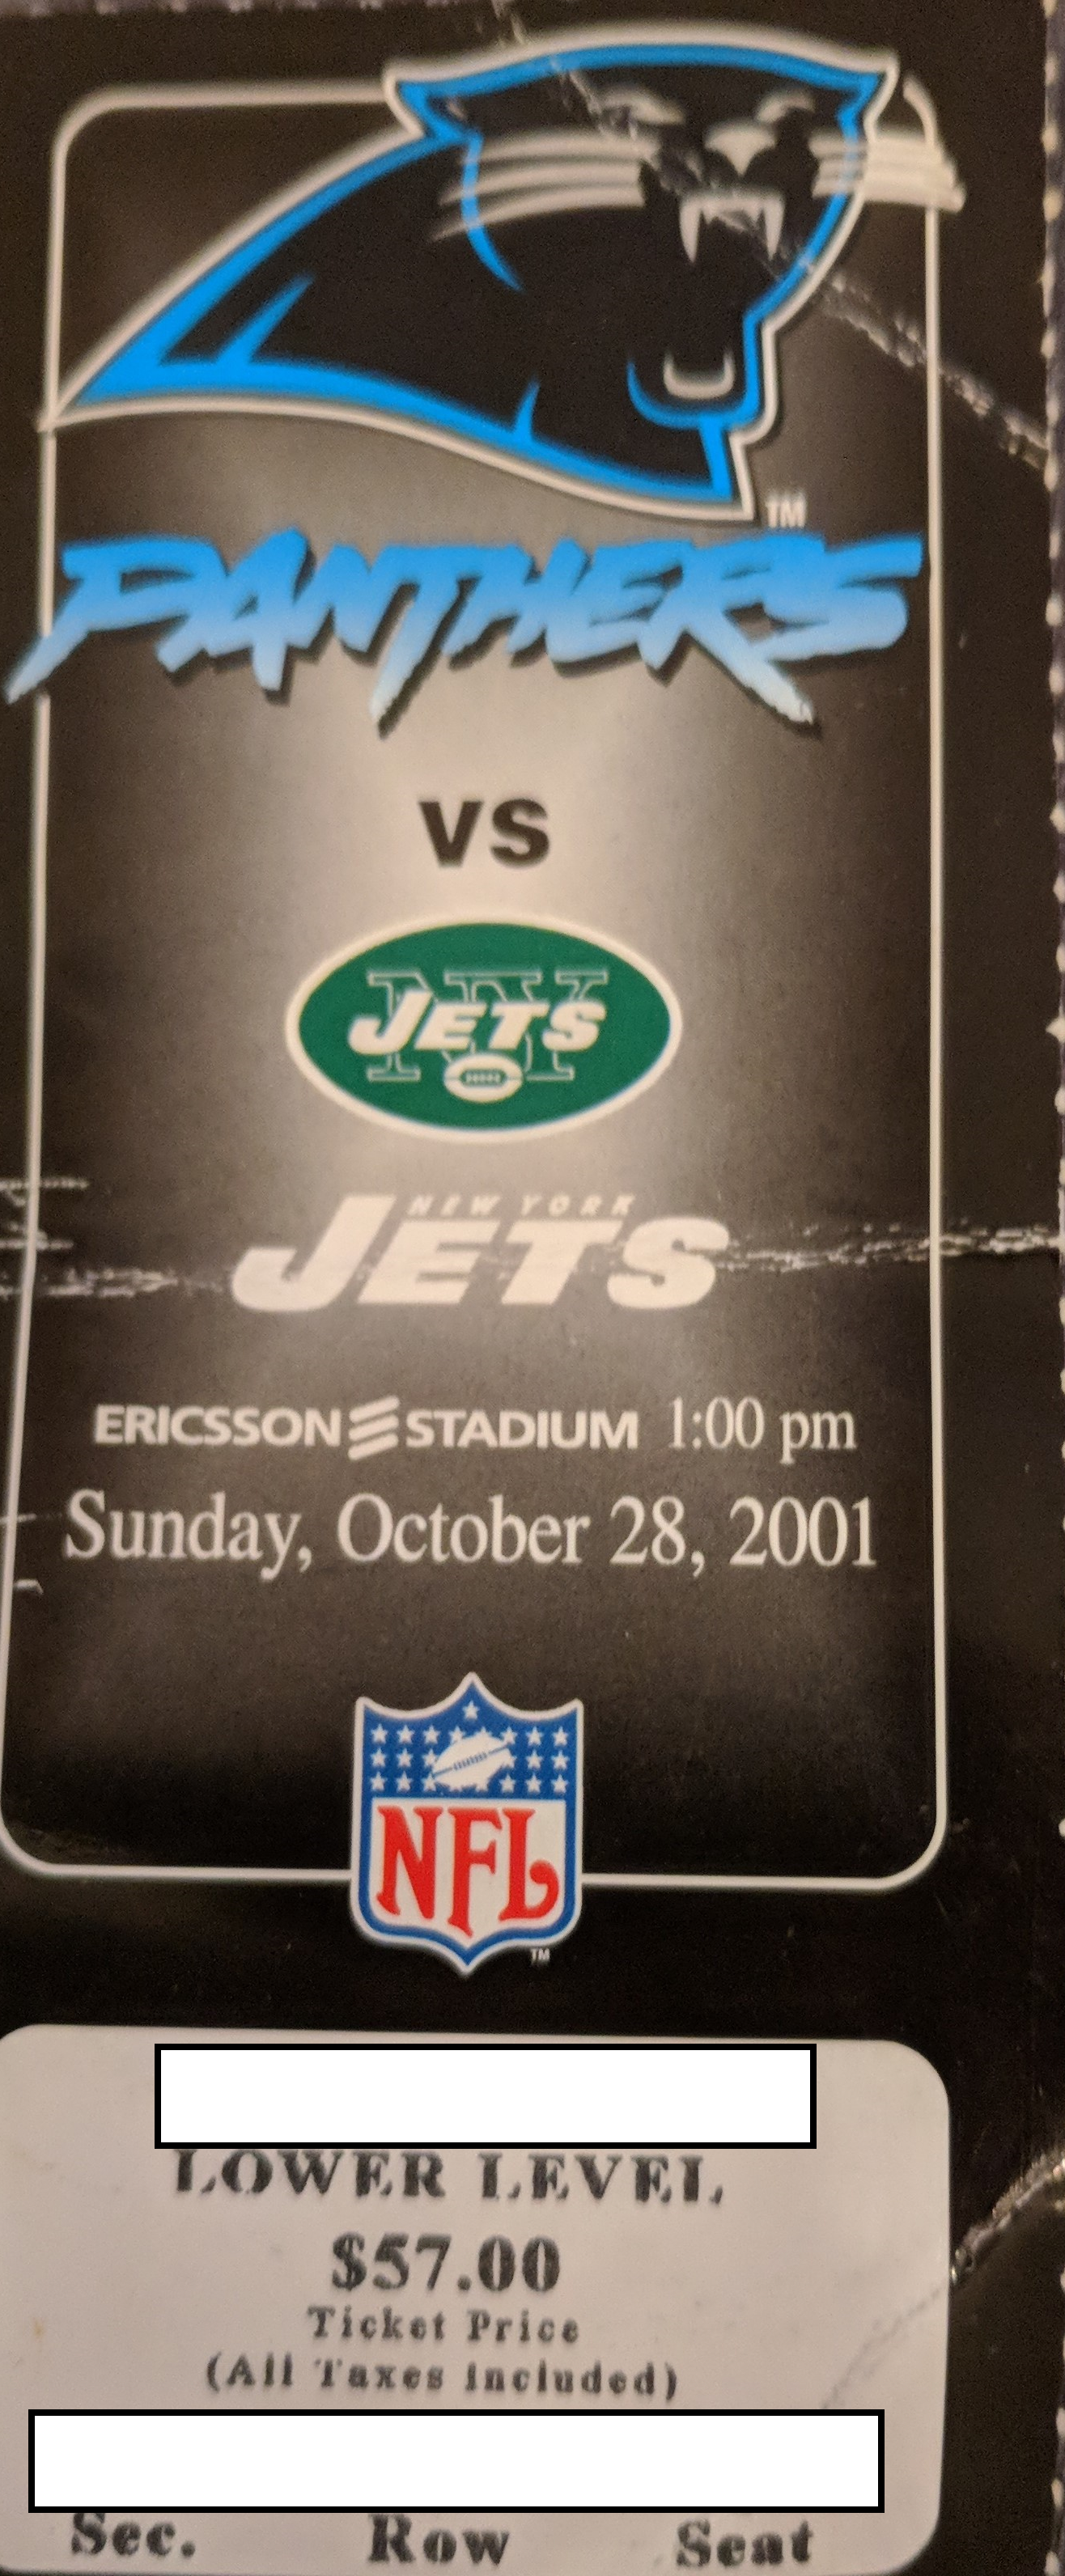 TM
PANTHERS
VS
NY
JETS
NEW YORK
JETS
ERICSSON STADIUM 1:00 pm
Sunday, October 28, 2001
NFL
TM
LOWER LEVEL
$57.00
Ticket Price
(All Taxes included)
Sec. Row Seat